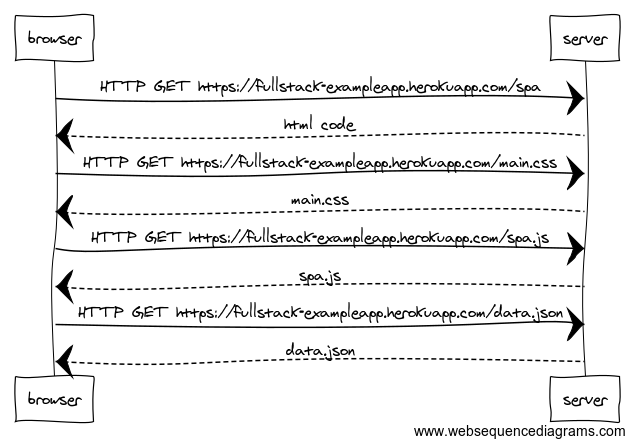 browser
server
HTTP GET https://fullstack-exampleapp.herokuapp.com/spa
html code
HTTP GET https://fullstack-exampleapp.herokuapp.com/main.css
main.css
HTTP GET https://fullstack-exampleapp.herokuapp.com/spa.js
spa.js
HTTP GET https://fullstack-exampleapp.herokuapp.com/data.json
data.json
browser
server
www.websequencediagrams.com